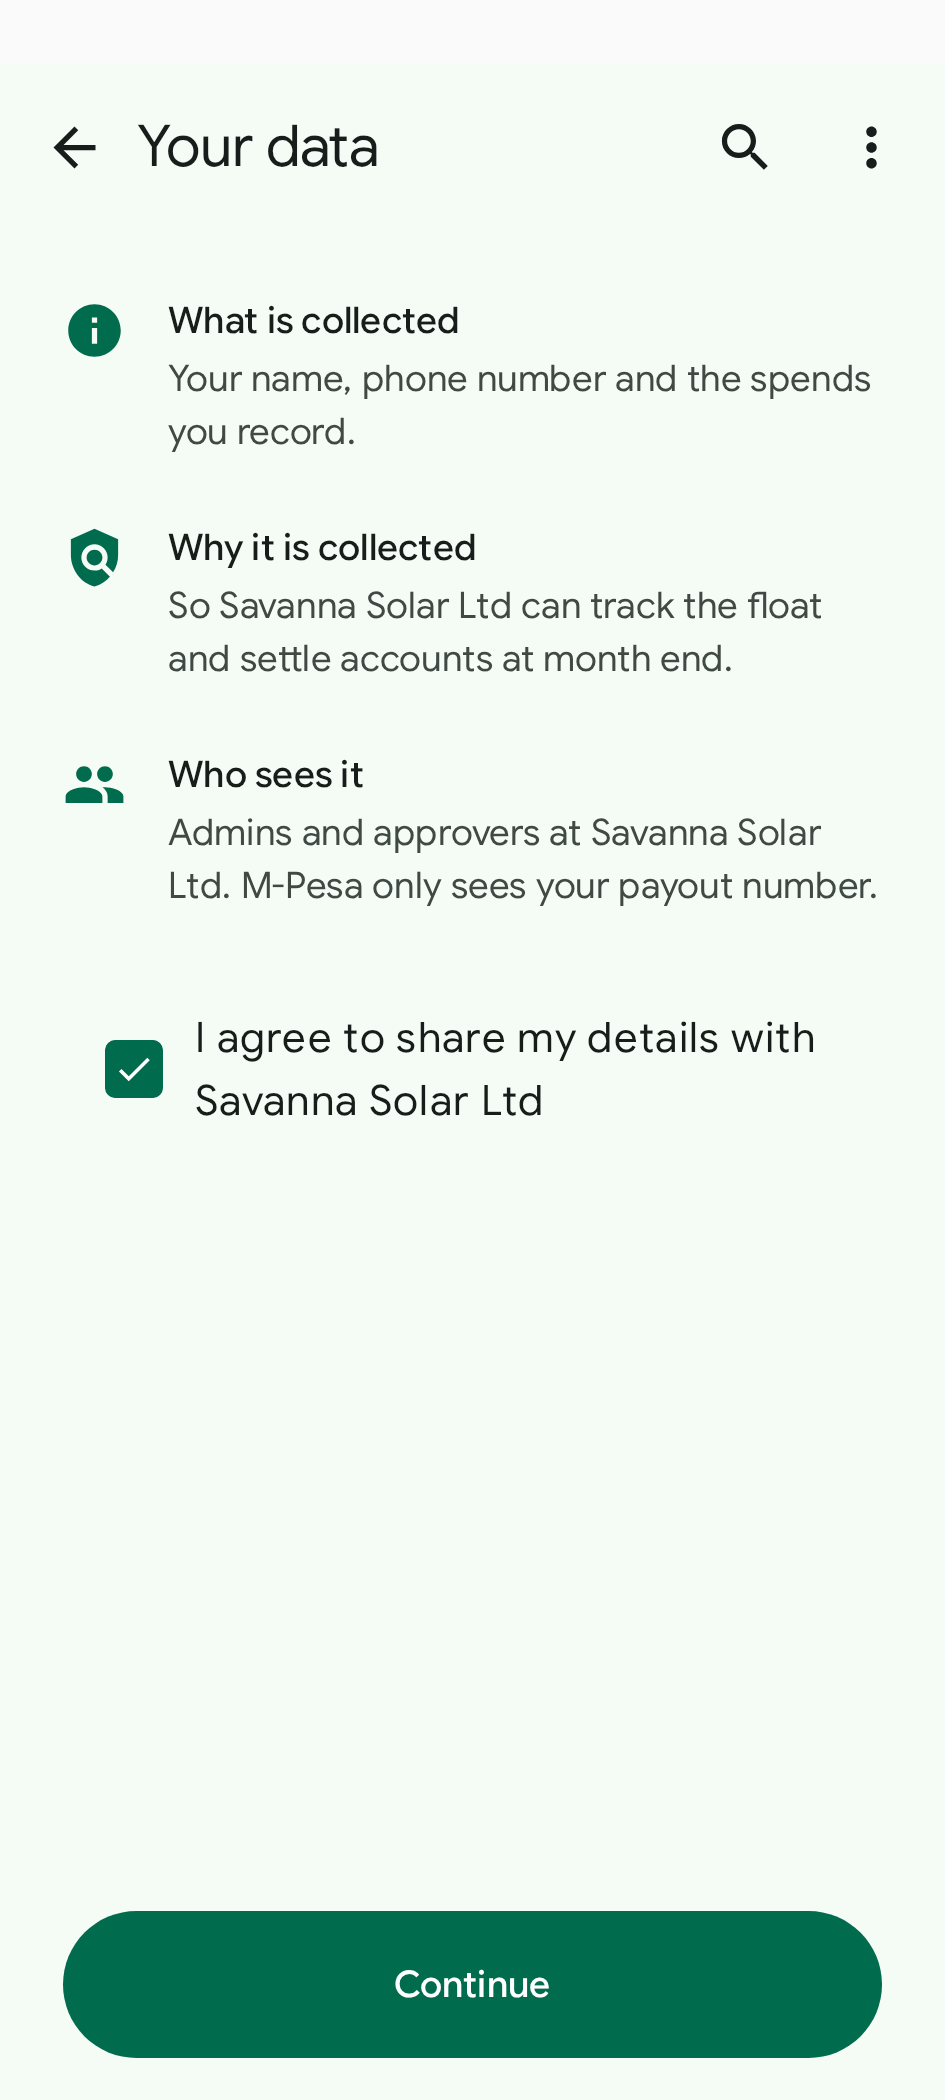 Your data
What is collected
Your name, phone number and the spends
you record.
Why it is collected
So Savanna Solar Ltd can track the float
and settle accounts at month end.
Who sees it
Admins and approvers at Savanna Solar
Ltd. M-Pesa only sees your payout number.
I agree to share my details with
Savanna Solar Ltd
Continue